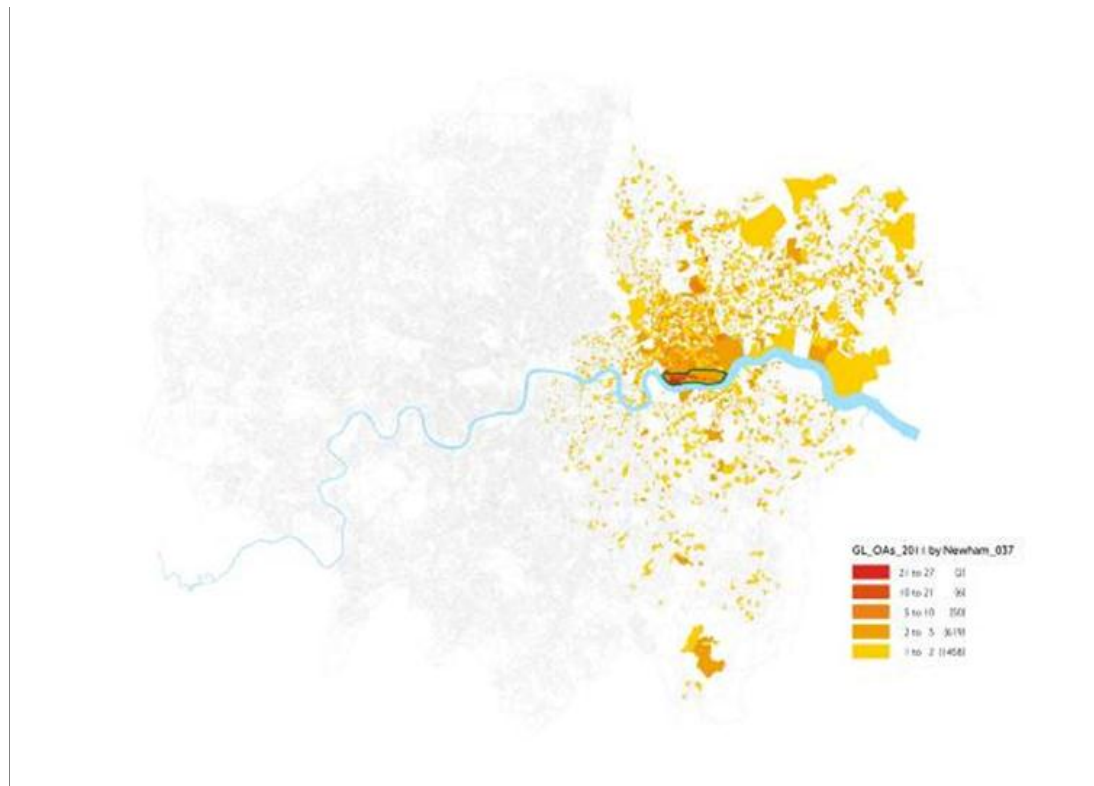 GL_OAs_2011 by Newham_037
21 to 27 (2)
10 to 21 (6)
5 to 10 (50)
2 to 5 (619)
1 to 2 (1458)